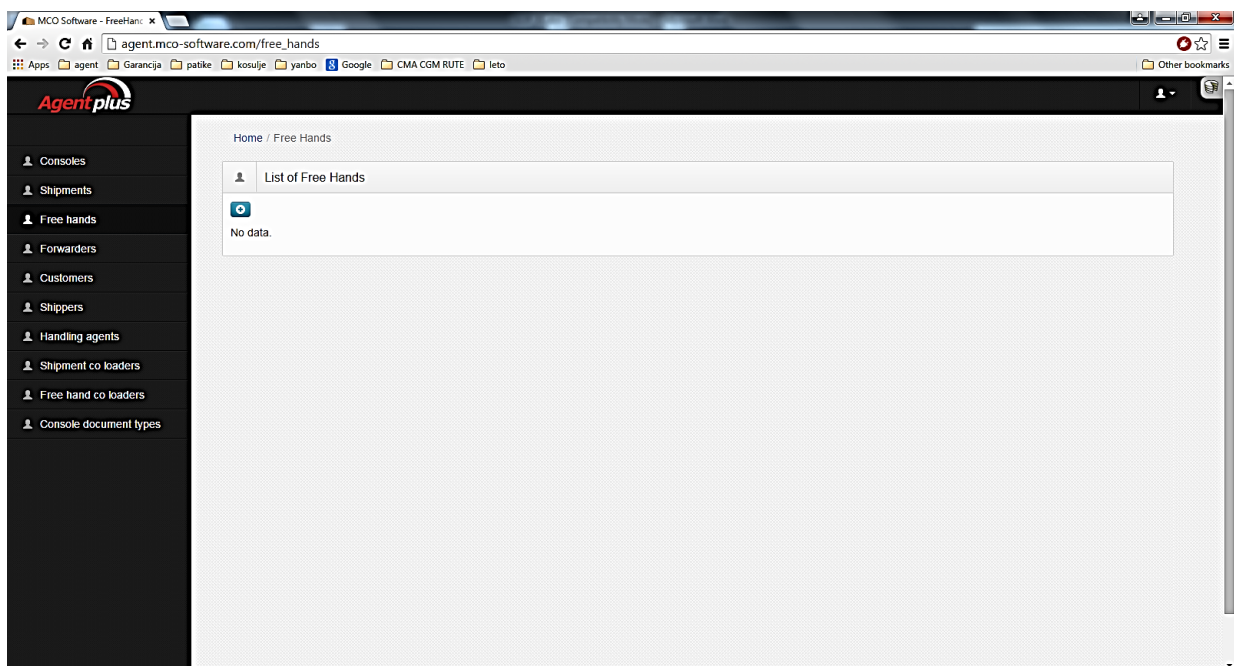 MCO Software - FreeHanc
agent.mco-software.com/free_hands
Apps agent Garancija patike kosulje yanbo Google CMA CGM RUTE leto Other bookmarks
Agentplus
Home / Free Hands
Consoles
List of Free Hands
Shipments
Free hands
No data.
Forwarders
Customers
Shippers
Handling agents
Shipment co loaders
Free hand co loaders
Console document types